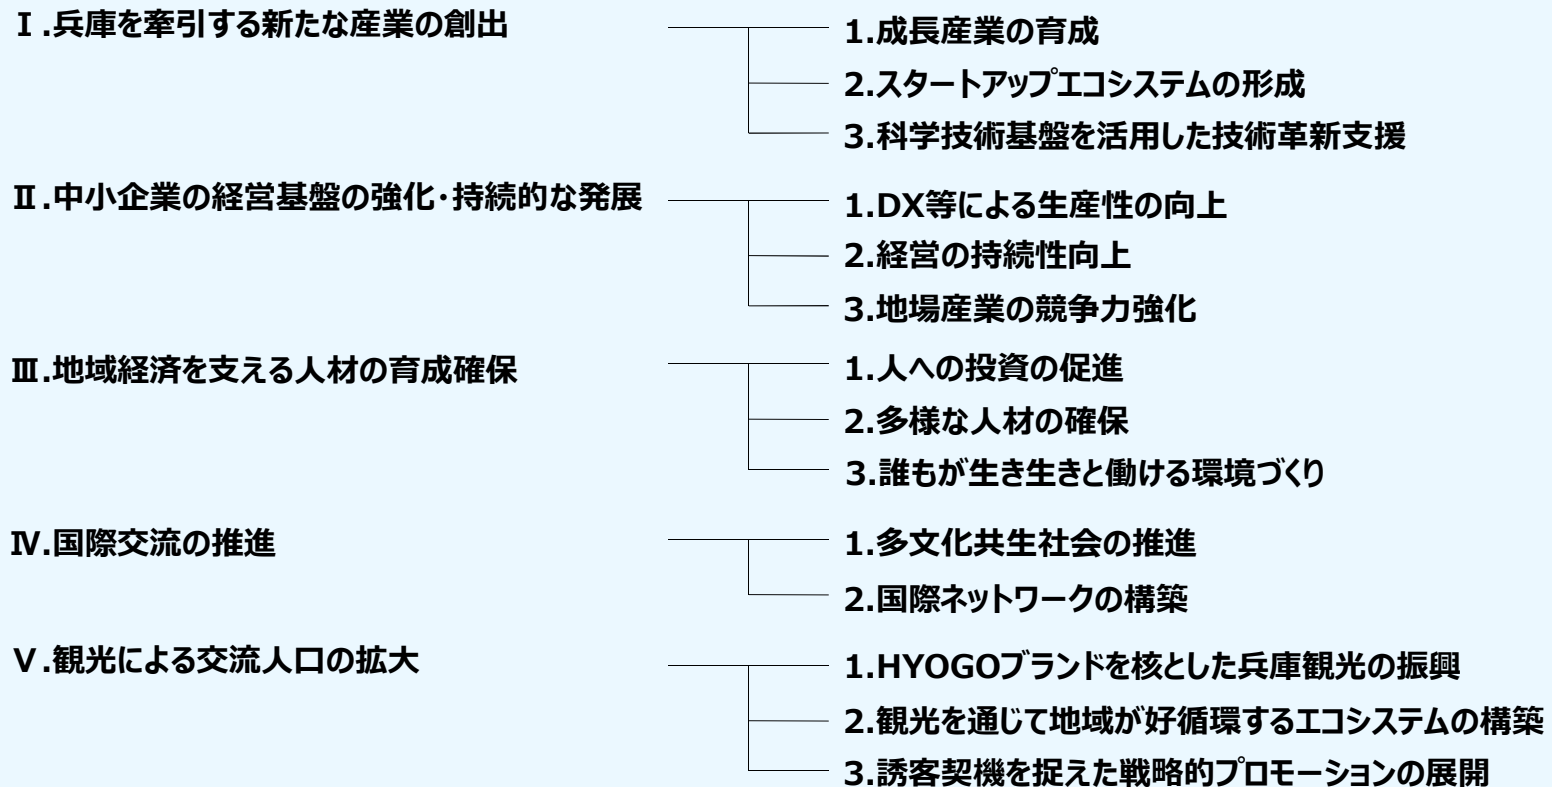 Ⅰ.兵庫を牽引する新たな産業の創出
1.成長産業の育成
2.スタートアップエコシステムの形成
3.科学技術基盤を活用した技術革新支援
Ⅱ.中小企業の経営基盤の強化･持続的な発展
1.DX等による生産性の向上
2.経営の持続性向上
3.地場産業の競争力強化
Ⅲ.地域経済を支える人材の育成確保
1.人への投資の促進
2.多様な人材の確保
3.誰もが生き生きと働ける環境づくり
Ⅳ.国際交流の推進
1.多文化共生社会の推進
2.国際ネットワークの構築
Ⅴ.観光による交流人口の拡大
1.HYOGOブランドを核とした兵庫観光の振興
2.観光を通じて地域が好循環するエコシステムの構築
3.誘客契機を捉えた戦略的プロモーションの展開